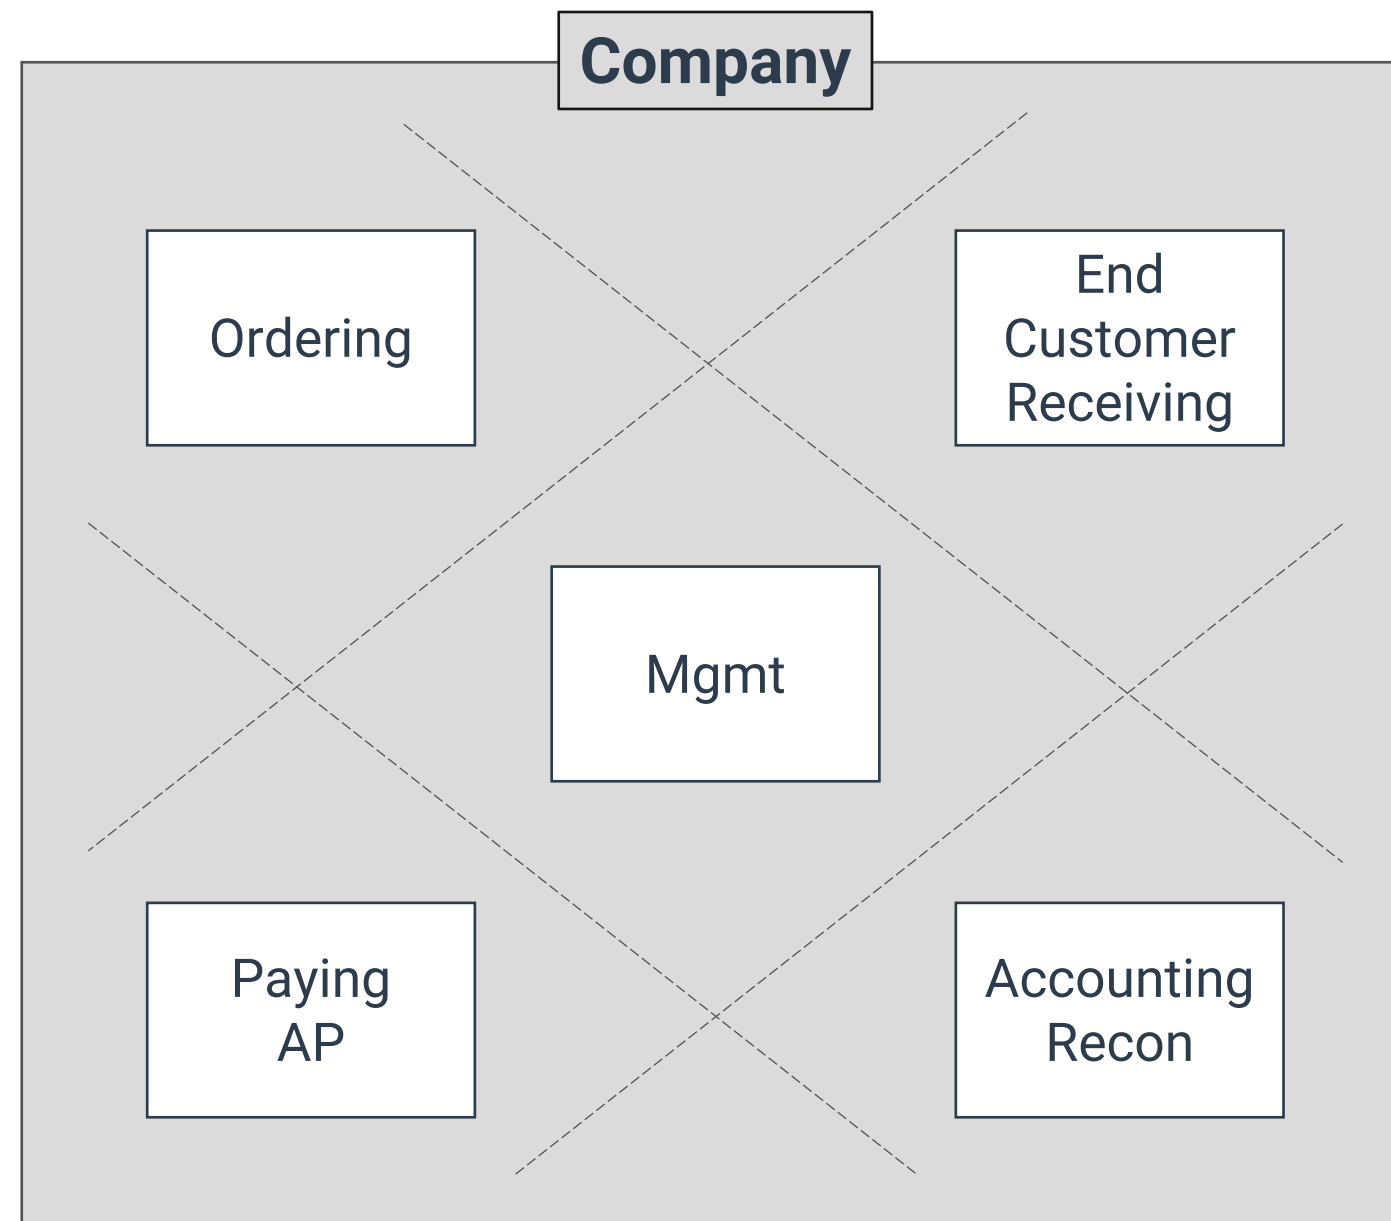 Company
Ordering
End
Customer
Receiving
Mgmt
Paying
AP
Accounting
Recon